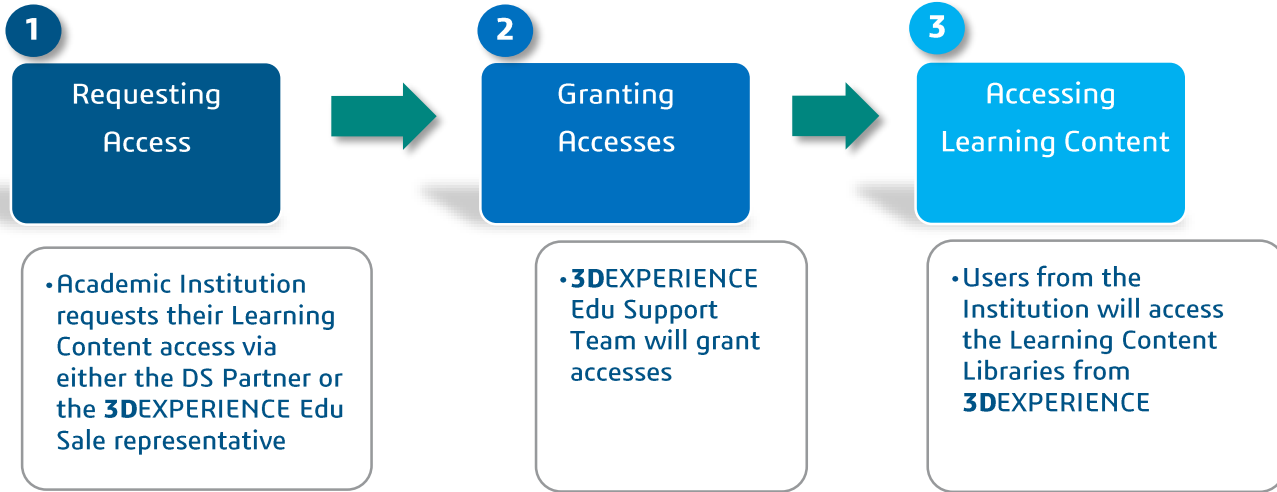 1
Requesting
Access
2
Granting
Accesses
3
Accessing
Learning Content
•Academic Institution
requests their Learning
Content access via
either the DS Partner or
the 3DEXPERIENCE Edu
Sale representative
•3DEXPERIENCE
Edu Support
Team will grant
accesses
•Users from the
Institution will access
the Learning Content
Libraries from
3DEXPERIENCE